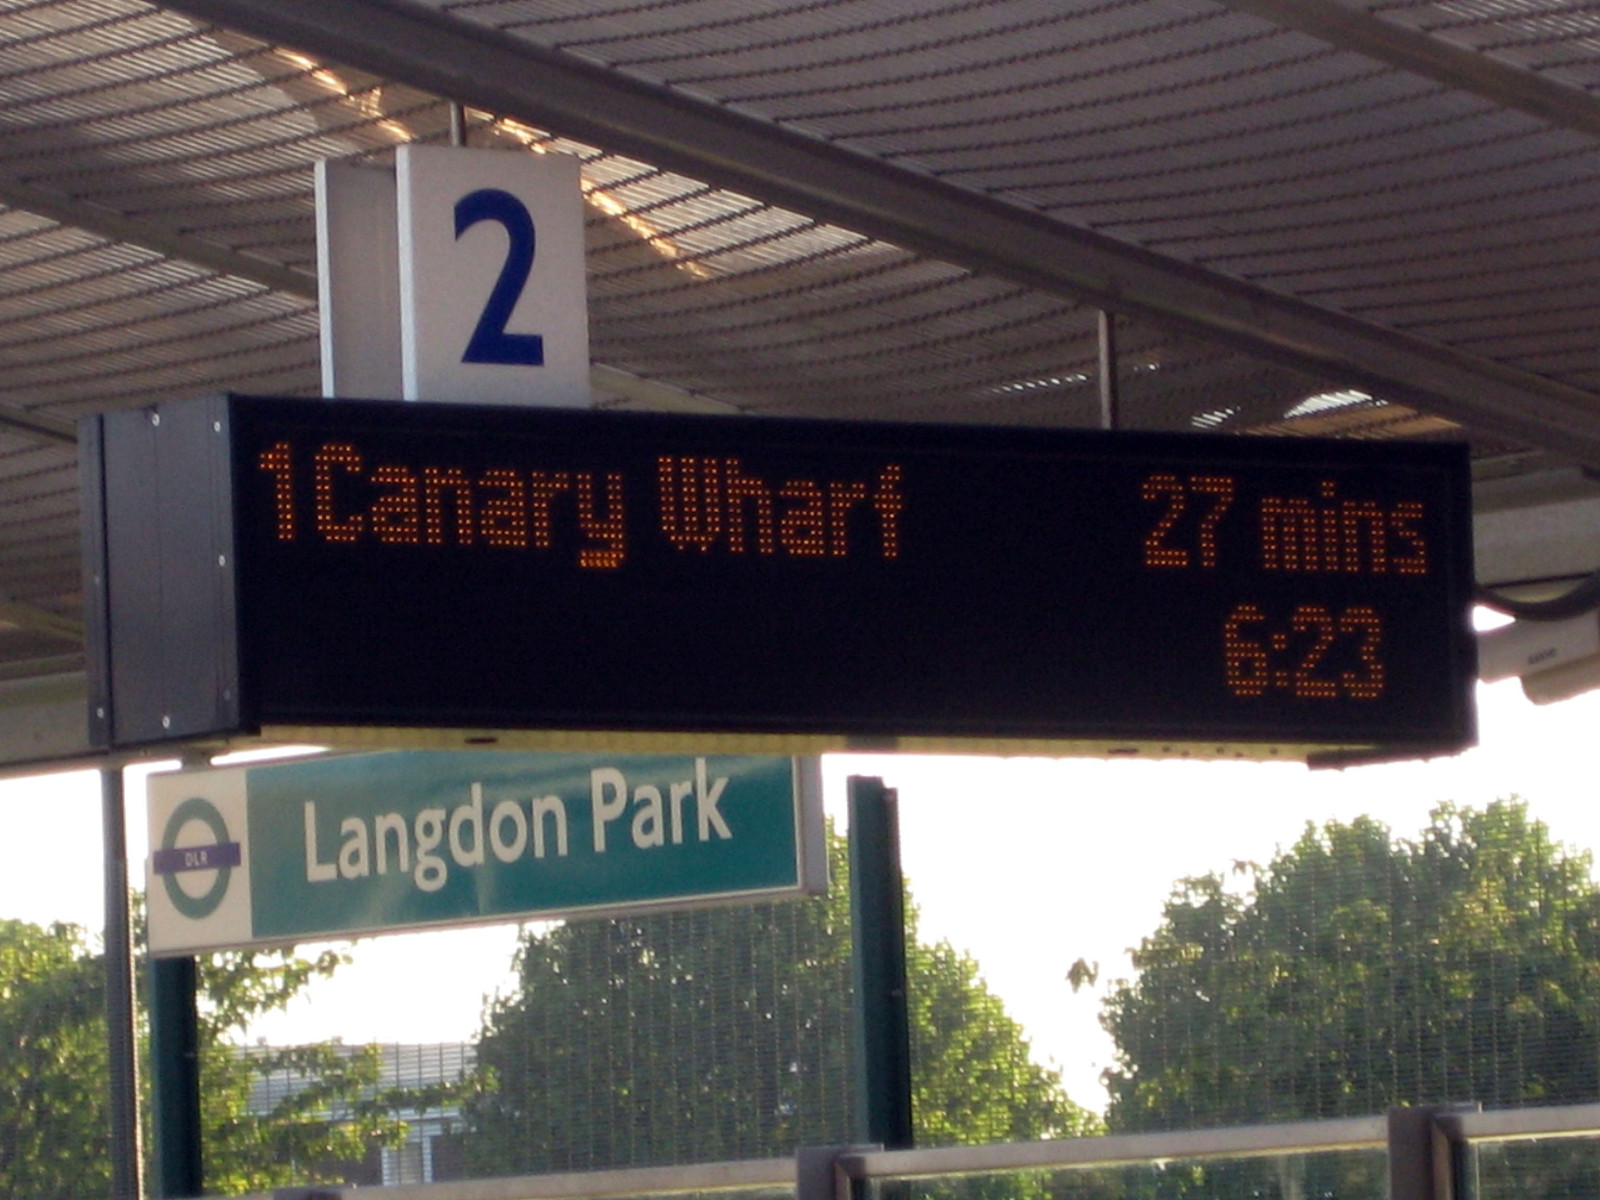 2
1 Canary Wharf 27 mins
6:23
DLR
Langdon Park